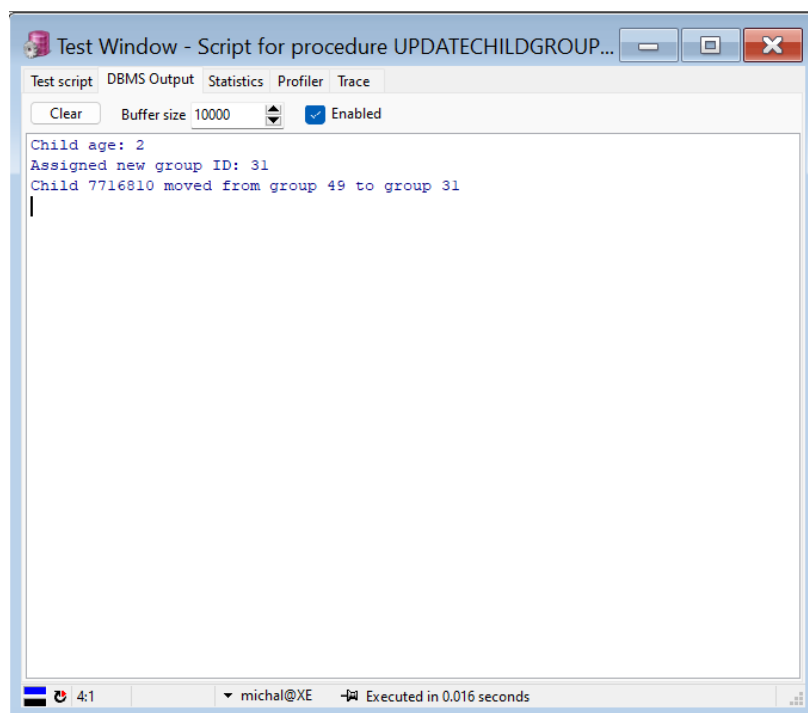 Test Window - Script for procedure UPDATECHILDGROUP...
Test script DBMS Output Statistics Profiler Trace
Clear Buffer size 10000 Enabled
Child age: 2
Assigned new group ID: 31
Child 7716810 moved from group 49 to group 31
4:1 michal@XE Executed in 0.016 seconds